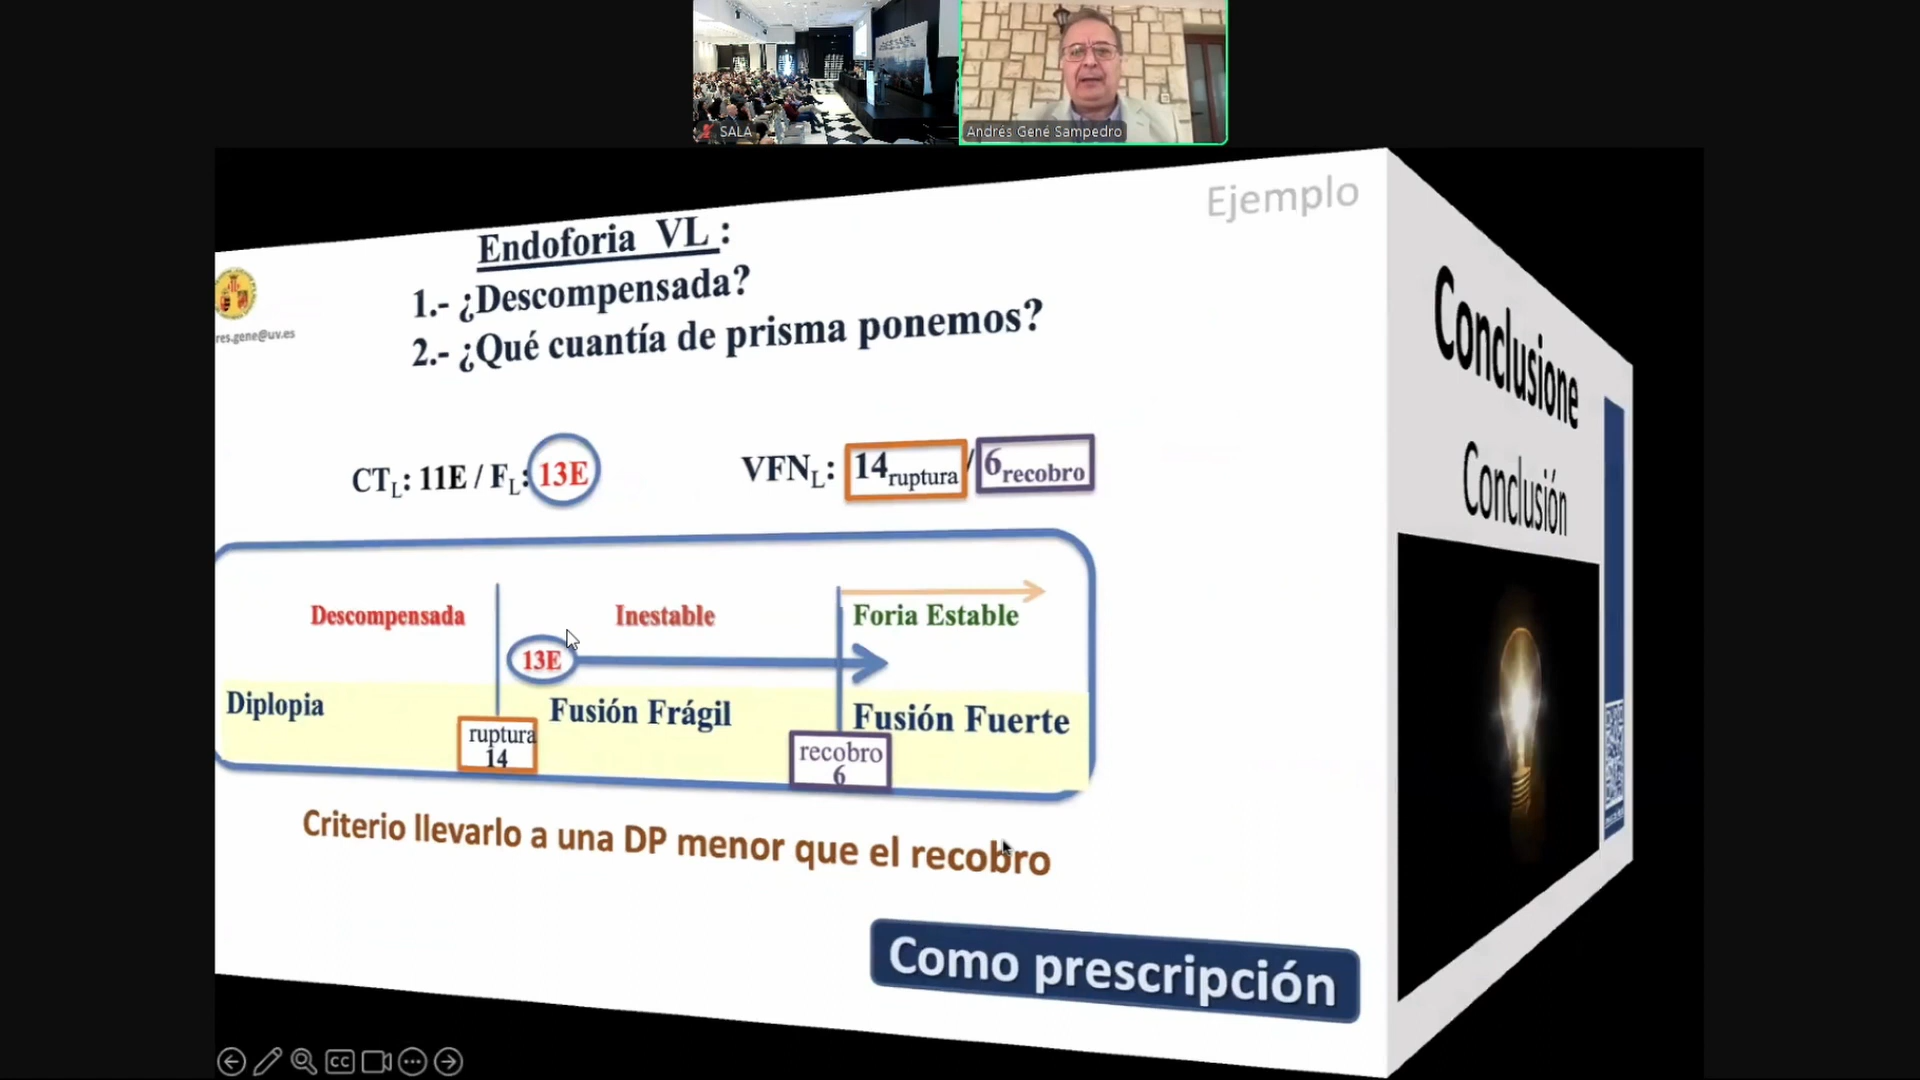 SALA
Andrés Gené Sampedro
Ejemplo
Endoforia VL :
1.- ¿Descompensada?
2.- ¿Qué cuantía de prisma ponemos?
res.gene@uv.es
CTL: 11E / FL: 13E
VFNL: 14ruptura / 6recobro
Descompensada
Inestable
Foria Estable
13E
Diplopia
Fusión Frágil
Fusión Fuerte
ruptura
14
recobro
6
Criterio llevarlo a una DP menor que el recobro
Como prescripción
Conclusione
Conclusión
CC